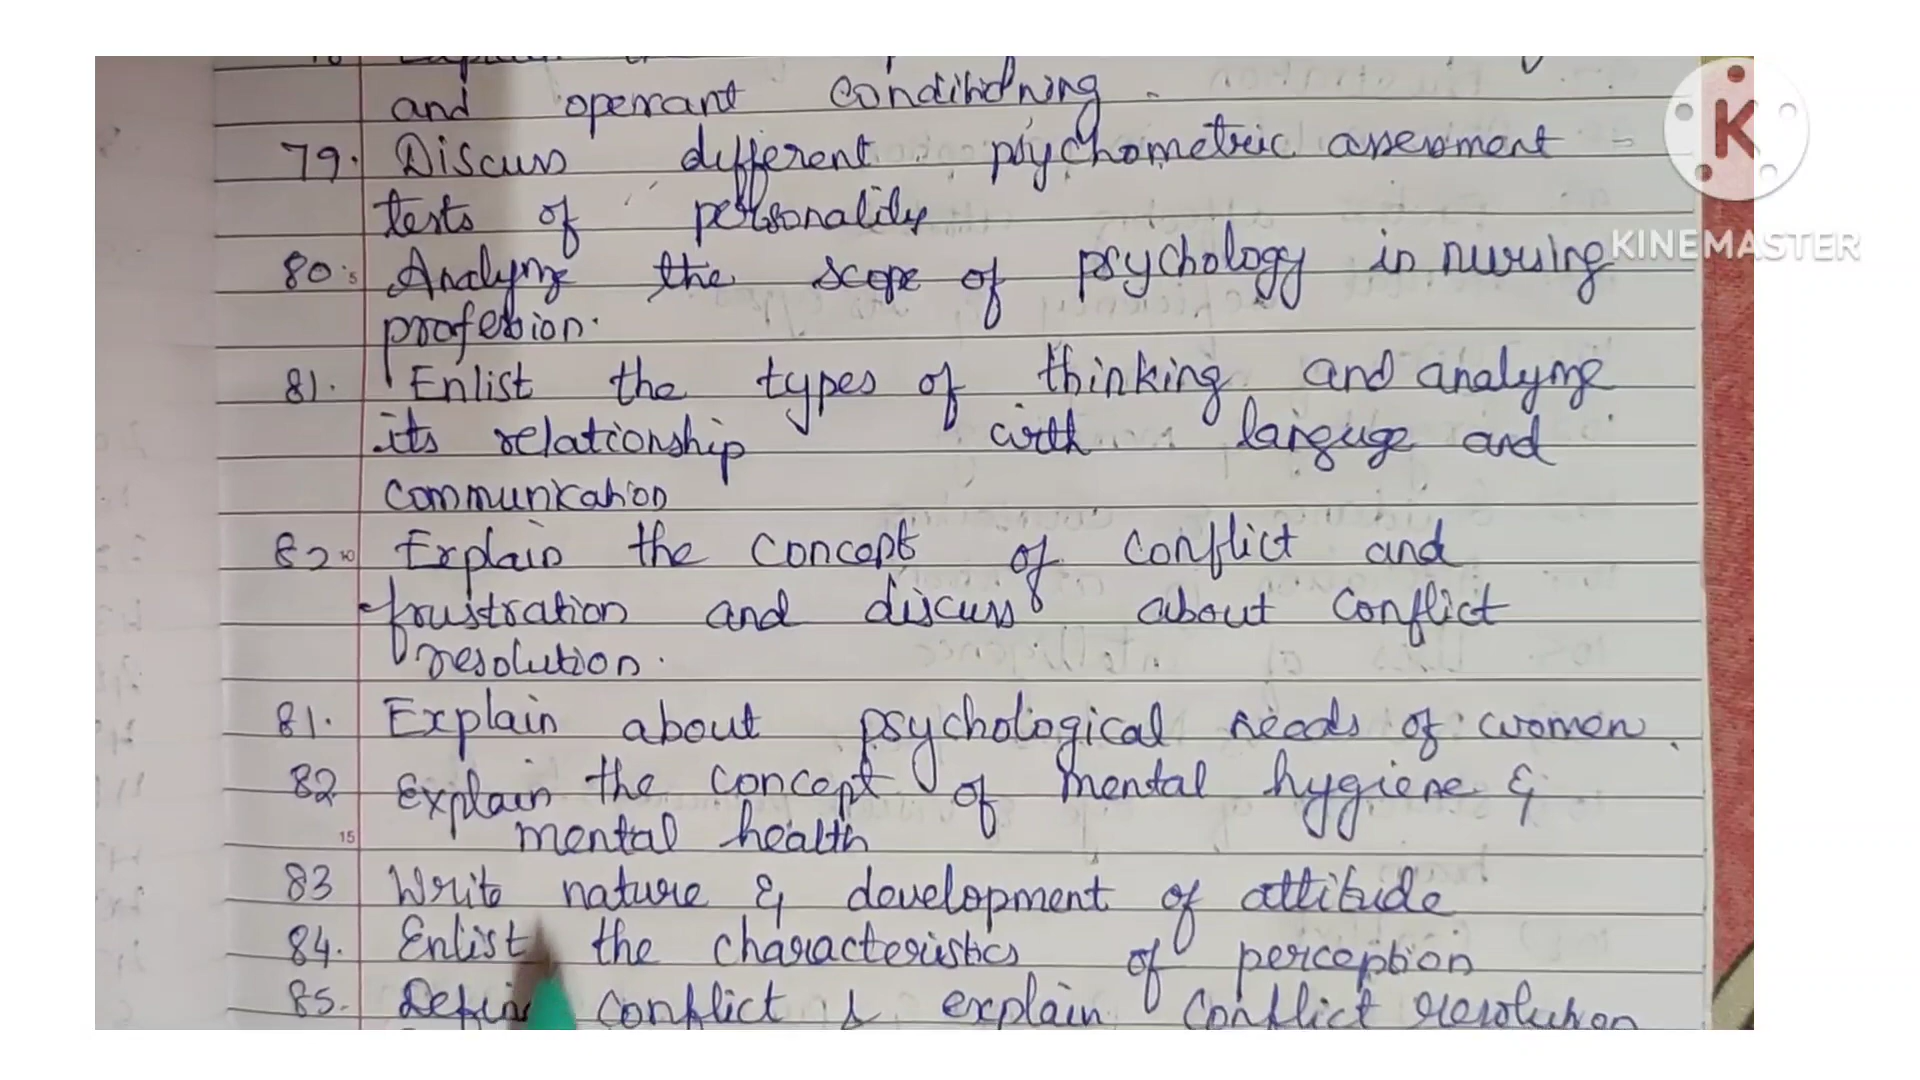 and operant conditioning.
79. Discuss different psychometric assessment
tests of personality
80. Analyze the scope of psychology in nursing
profession.
81. Enlist the types of thinking and analyze
its relationship with languge and
communication
82. Explain the concept of conflict and
frustration and discuss about conflict
resolution.
81. Explain about psychological needs of women.
82 Explain the concept of mental hygiene &
15 mental health
83 Write nature & development of attitude
84. Enlist the characteristics of perception
85. Define conflict & explain conflict resolution
K
KINEMASTER